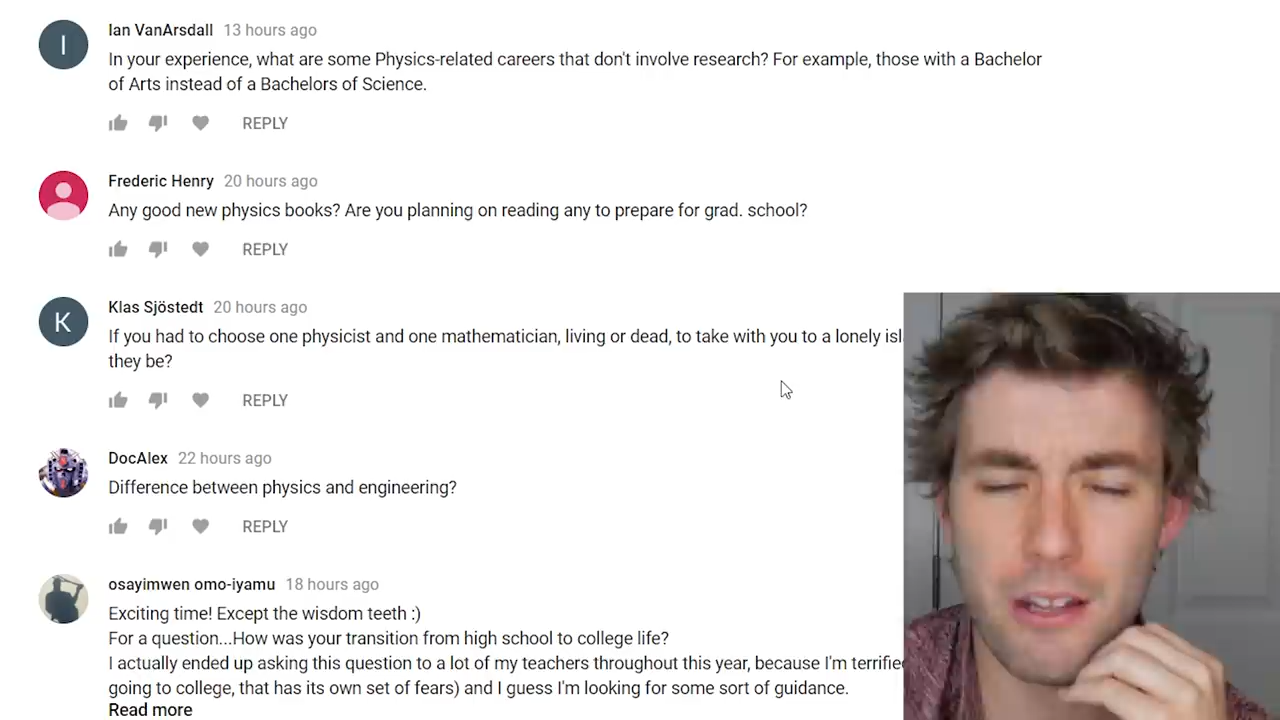 I
Ian VanArsdall 13 hours ago
In your experience, what are some Physics-related careers that don't involve research? For example, those with a Bachelor
of Arts instead of a Bachelors of Science.
REPLY
Frederic Henry 20 hours ago
Any good new physics books? Are you planning on reading any to prepare for grad. school?
REPLY
K
Klas Sjöstedt 20 hours ago
If you had to choose one physicist and one mathematician, living or dead, to take with you to a lonely
they be?
REPLY
DocAlex 22 hours ago
Difference between physics and engineering?
REPLY
osayimwen omo-iyamu 18 hours ago
Exciting time! Except the wisdom teeth :)
For a question...How was your transition from high school to college life?
I actually ended up asking this question to a lot of my teachers throughout this year, because I'm
going to college, that has its own set of fears) and I guess I'm looking for some sort of guidance.
Read more